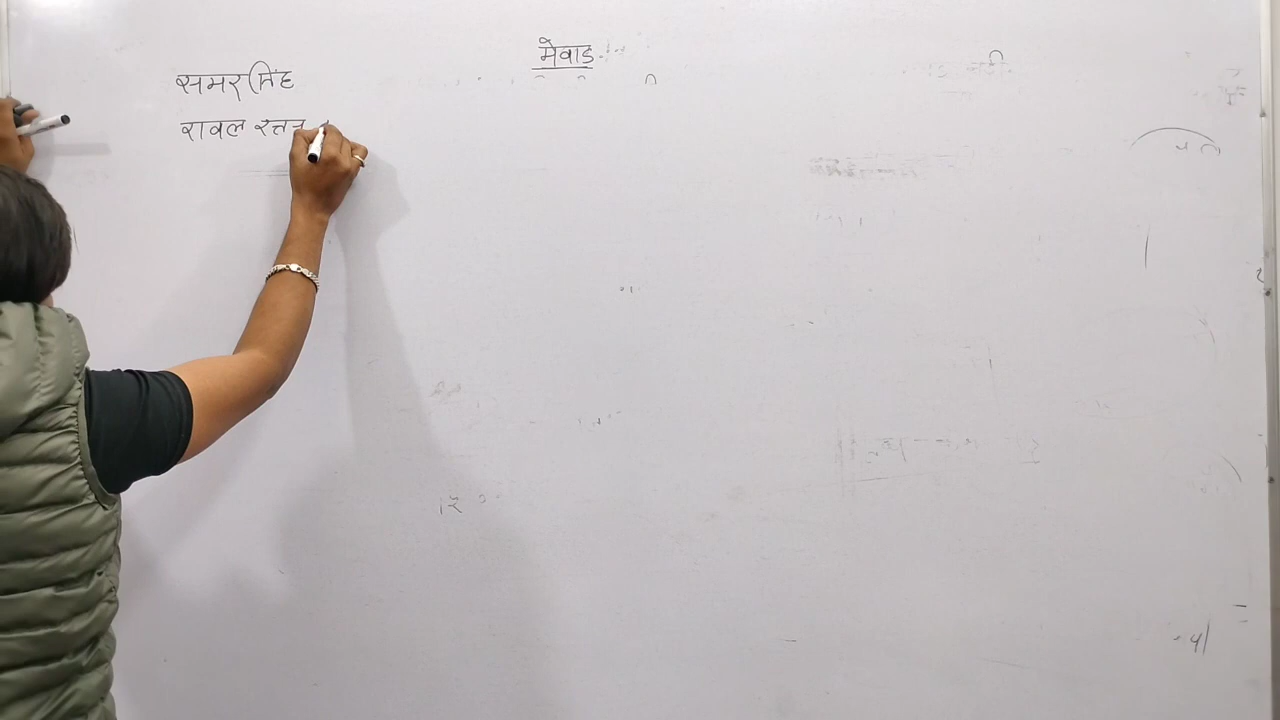 मेवाड
समरसिंह
रावल रत्न